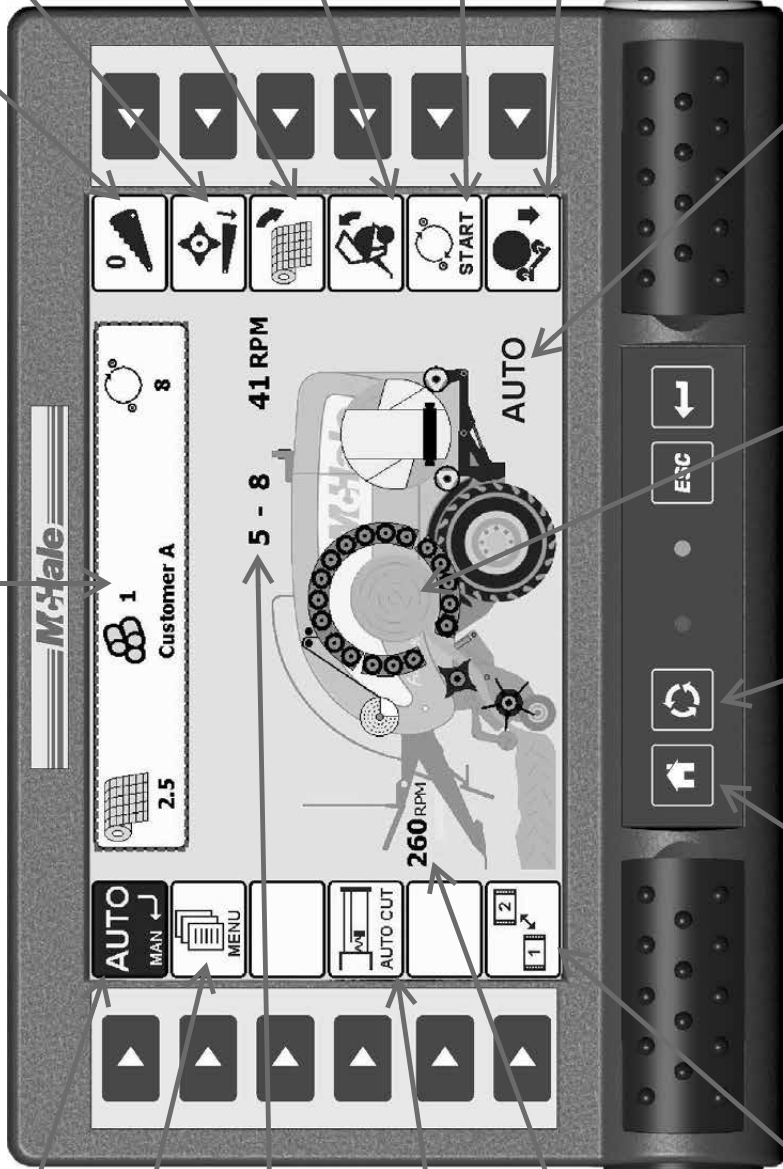 McHale
2.5
1
Customer A
8
AUTO
MAN
MENU
AUTO CUT
1 2
5 - 8
41 RPM
McHale
260 RPM
AUTO
0
START
ESC